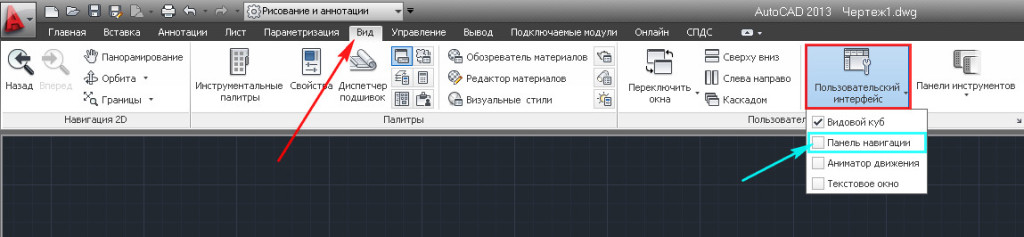 Рисование и аннотации
AutoCAD 2013 Чертеж1.dwg
Главная Вставка Аннотации Лист Параметризация Вид Управление Вывод Подключаемые модули Онлайн СПДС
Назад
Вперед
Панорамирование
Орбита
Границы
Навигация 2D
Инструментальные
палитры
Свойства
Диспетчер
подшивок
Обозреватель материалов
Редактор материалов
Визуальные стили
Палитры
Переключить
окна
Сверху вниз
Слева направо
Каскадом
Пользовательский
интерфейс
Панели инструментов
Пользовате
Видовой куб
Панель навигации
Аниматор движения
Текстовое окно